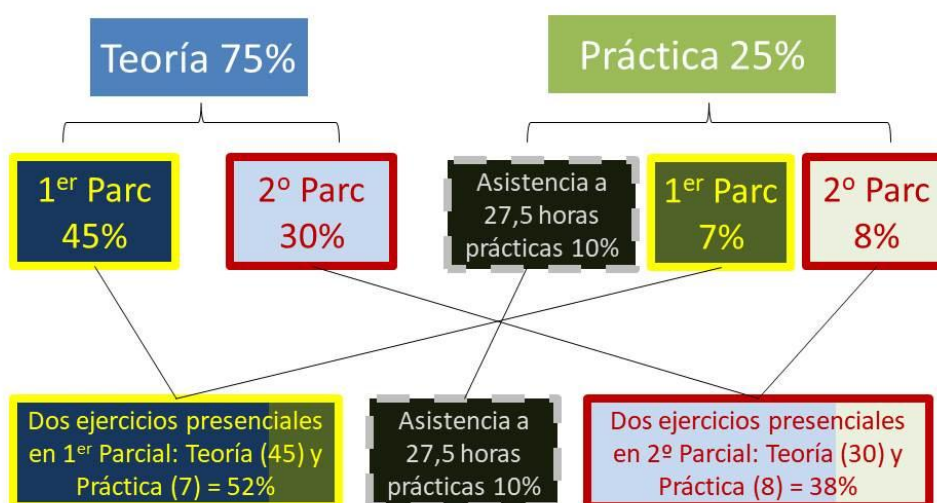 Teoría 75%
Práctica 25%
1er Parc
45%
2º Parc
30%
Asistencia a
27,5 horas
prácticas 10%
1er Parc
7%
2º Parc
8%
Dos ejercicios presenciales
en 1er Parcial: Teoría (45) y
Práctica (7) = 52%
Asistencia a
27,5 horas
prácticas 10%
Dos ejercicios presenciales
en 2º Parcial: Teoría (30) y
Práctica (8) = 38%